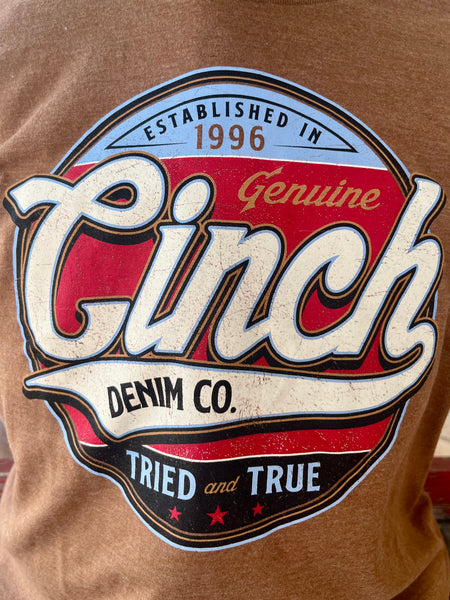 ESTABLISHED IN
1996
Genuine
Cinch
DENIM CO.
TRIED and TRUE